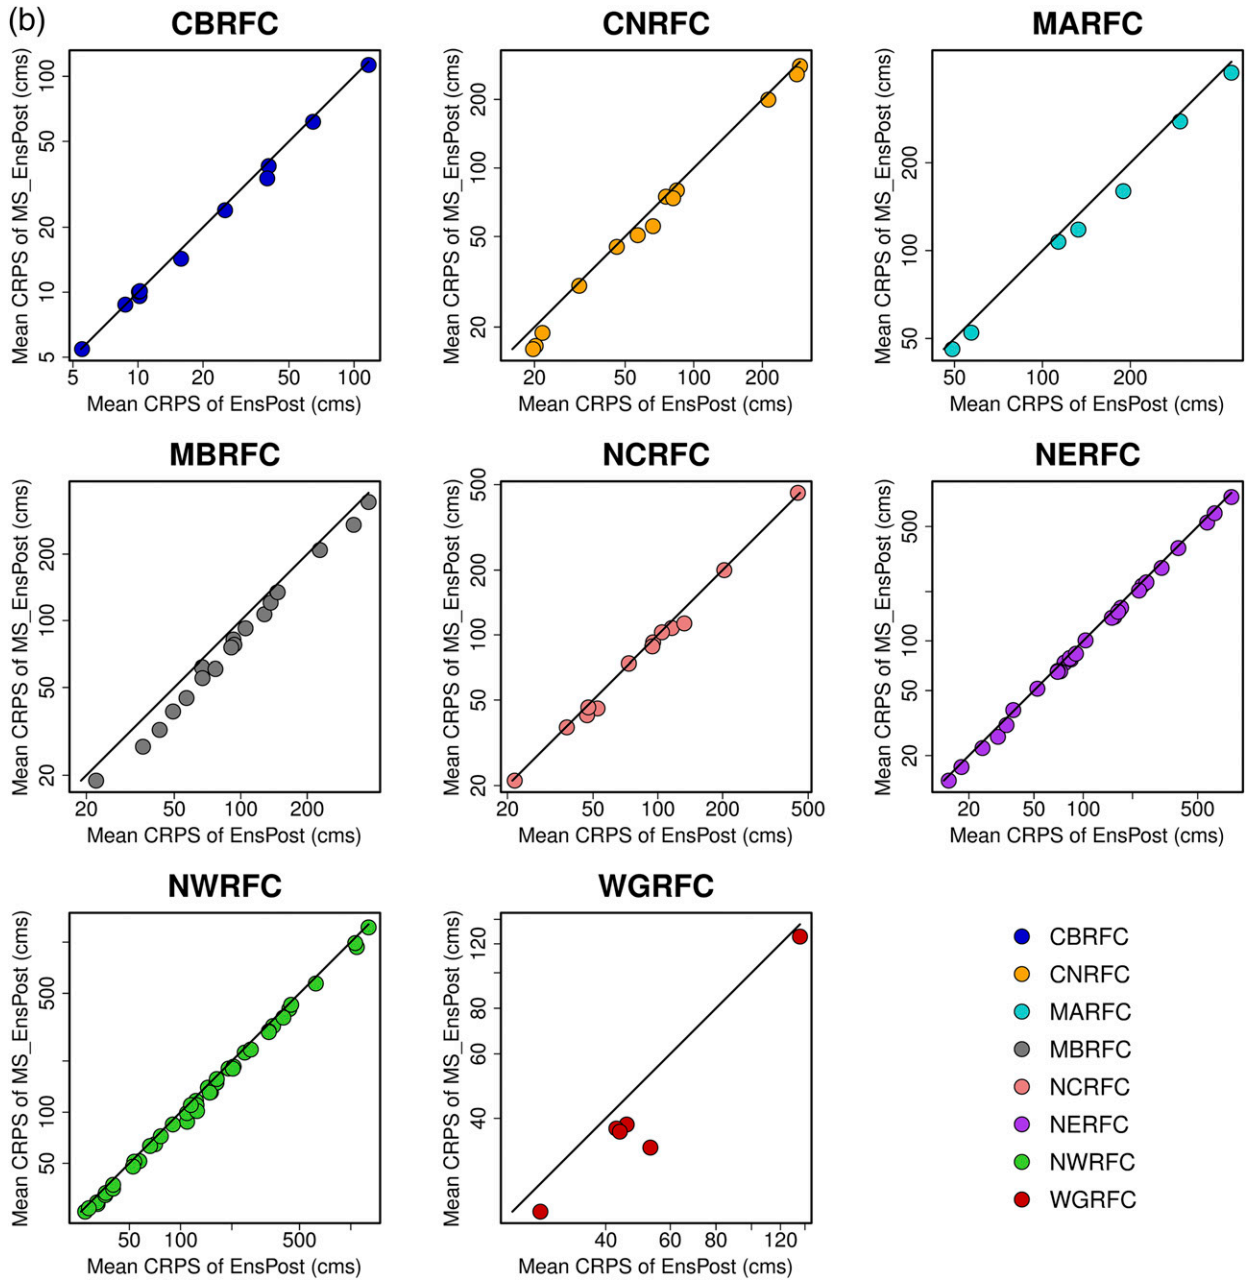 (b)
CBRFC
Mean CRPS of MS_EnsPost (cms)
5 10 20 50 100
5 10 20 50 100
Mean CRPS of EnsPost (cms)
CNRFC
Mean CRPS of MS_EnsPost (cms)
20 50 100 200
20 50 100 200
Mean CRPS of EnsPost (cms)
MARFC
Mean CRPS of MS_EnsPost (cms)
50 100 200
50 100 200
Mean CRPS of EnsPost (cms)
MBRFC
Mean CRPS of MS_EnsPost (cms)
20 50 100 200
20 50 100 200
Mean CRPS of EnsPost (cms)
NCRFC
Mean CRPS of MS_EnsPost (cms)
20 50 100 200 500
20 50 100 200 500
Mean CRPS of EnsPost (cms)
NERFC
Mean CRPS of MS_EnsPost (cms)
20 50 100 500
20 50 100 500
Mean CRPS of EnsPost (cms)
NWRFC
Mean CRPS of MS_EnsPost (cms)
50 100 500
50 100 500
Mean CRPS of EnsPost (cms)
WGRFC
Mean CRPS of MS_EnsPost (cms)
40 60 80 120
40 60 80 120
Mean CRPS of EnsPost (cms)
CBRFC
CNRFC
MARFC
MBRFC
NCRFC
NERFC
NWRFC
WGRFC